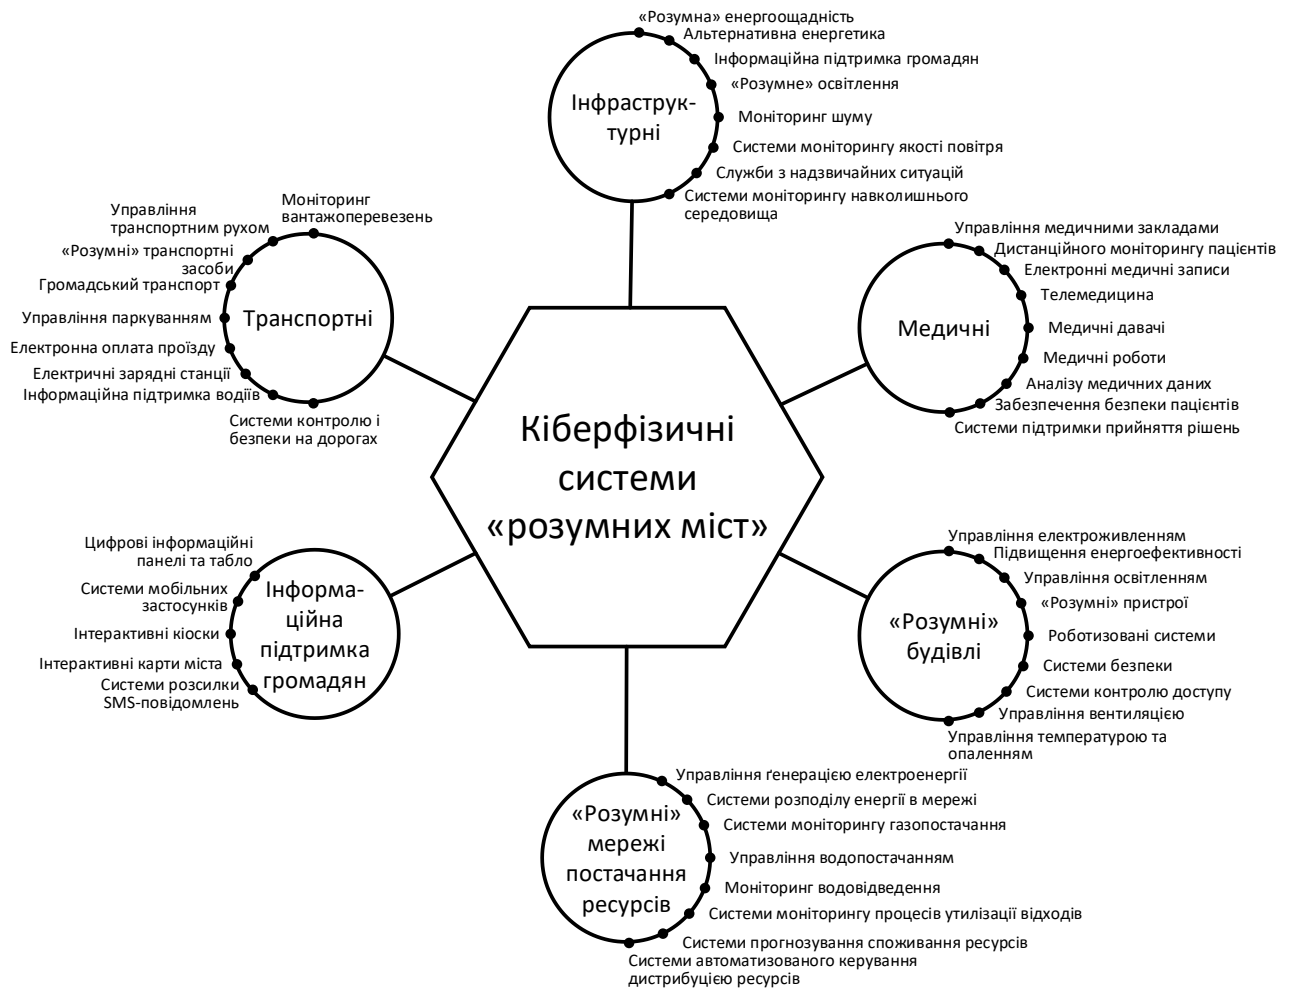 «Розумна» енергоощадність
Альтернативна енергетика
Інформаційна підтримка громадян
«Розумне» освітлення
Моніторинг шуму
Системи моніторингу якості повітря
Служби з надзвичайних ситуацій
Системи моніторингу навколишнього
середовища
Інфраструк-
турні
Моніторинг
вантажоперевезень
Управління
транспортним рухом
«Розумні» транспортні
засоби
Громадський транспорт
Управління паркуванням
Електронна оплата проїзду
Електричні зарядні станції
Інформаційна підтримка водіїв
Системи контролю і
безпеки на дорогах
Транспортні
Управління медичними закладами
Дистанційного моніторингу пацієнтів
Електронні медичні записи
Телемедицина
Медичні давачі
Медичні роботи
Аналізу медичних даних
Забезпечення безпеки пацієнтів
Системи підтримки прийняття рішень
Медичні
Кіберфізичні
системи
«розумних міст»
Цифрові інформаційні
панелі та табло
Системи мобільних
застосунків
Інтерактивні кіоски
Інтерактивні карти міста
Системи розсилки
SMS-повідомлень
Інформа-
ційна
підтримка
громадян
Управління електроживленням
Підвищення енергоефективності
Управління освітленням
«Розумні» пристрої
Роботизовані системи
Системи безпеки
Системи контролю доступу
Управління вентиляцією
Управління температурою та
опаленням
«Розумні»
будівлі
Управління ґенерацією електроенергії
Системи розподілу енергії в мережі
Системи моніторингу газопостачання
Управління водопостачанням
Моніторинг водовідведення
Системи моніторингу процесів утилізації відходів
Системи прогнозування споживання ресурсів
Системи автоматизованого керування
дистрибуцією ресурсів
«Розумні»
мережі
постачання
ресурсів